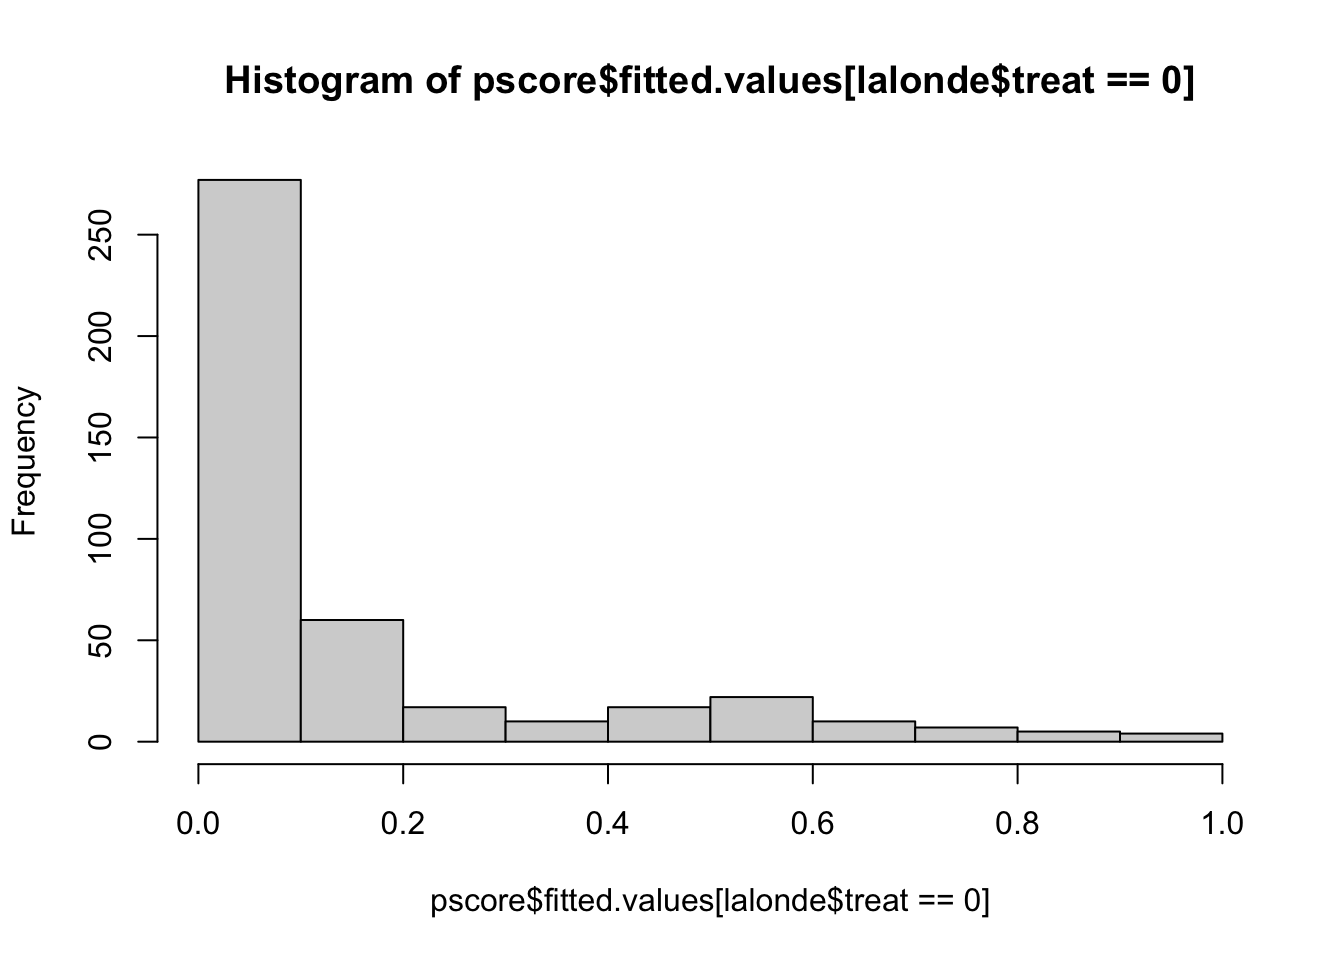 Histogram of pscore$fitted.values[lalonde$treat == 0]
Frequency
250
200
150
100
50
0
0.0 0.2 0.4 0.6 0.8 1.0
pscore$fitted.values[lalonde$treat == 0]